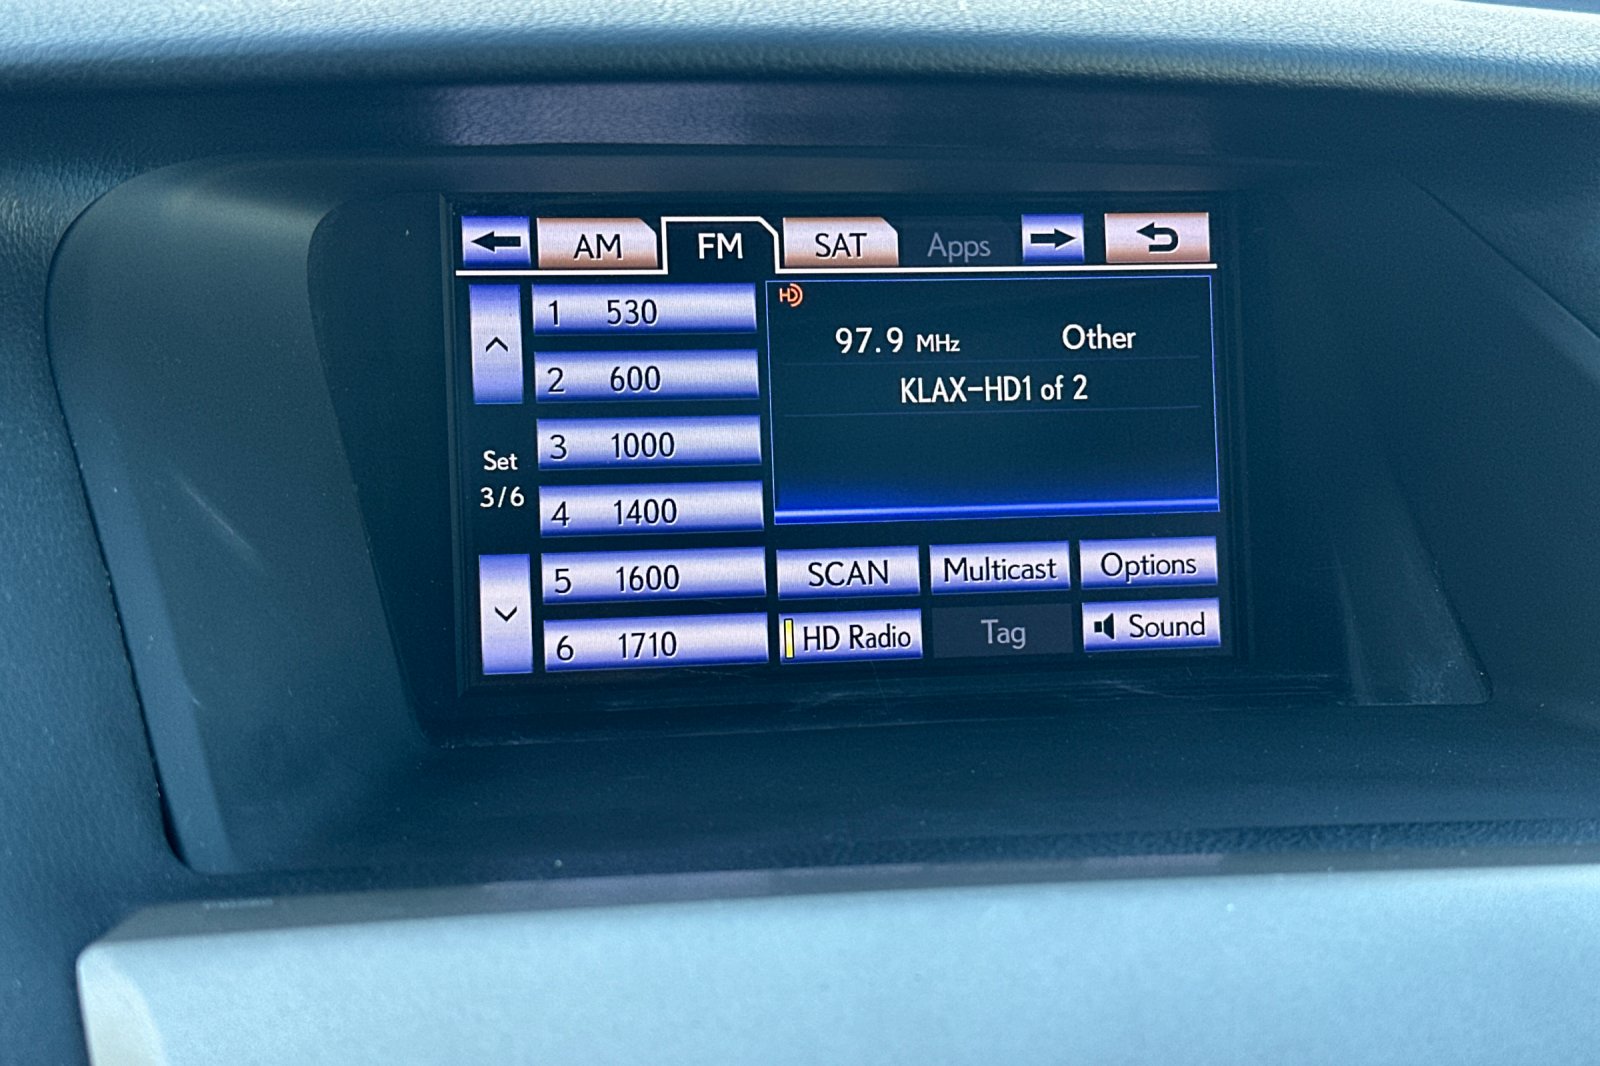 AM FM SAT Apps
1 530
2 600
3 1000
4 1400
5 1600
6 1710
Set
3/6
HD
97.9 MHz Other
KLAX-HD1 of 2
SCAN Multicast Options
HD Radio Tag Sound